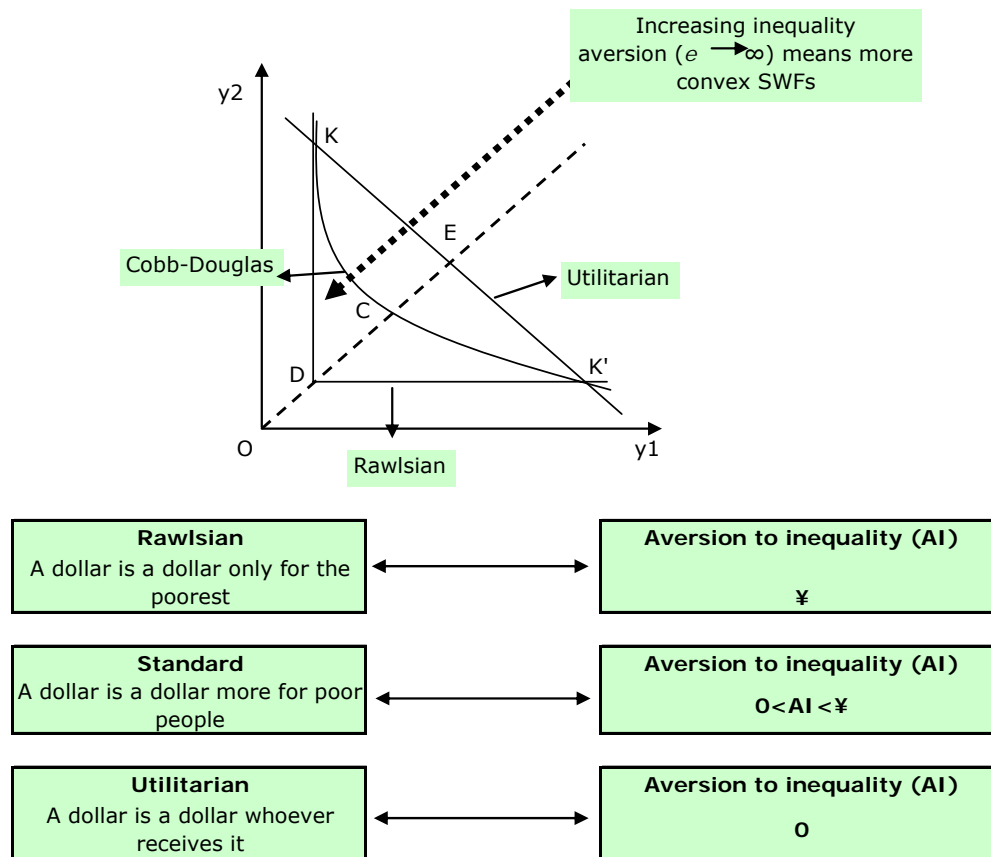 Increasing inequality
aversion (e → ∞) means more
convex SWFs
y2
K
E
Cobb-Douglas
Utilitarian
C
K'
D
O
y1
Rawlsian
Rawlsian
A dollar is a dollar only for the
poorest
Aversion to inequality (AI)
¥
Standard
A dollar is a dollar more for poor
people
Aversion to inequality (AI)
0<AI<¥
Utilitarian
A dollar is a dollar whoever
receives it
Aversion to inequality (AI)
0